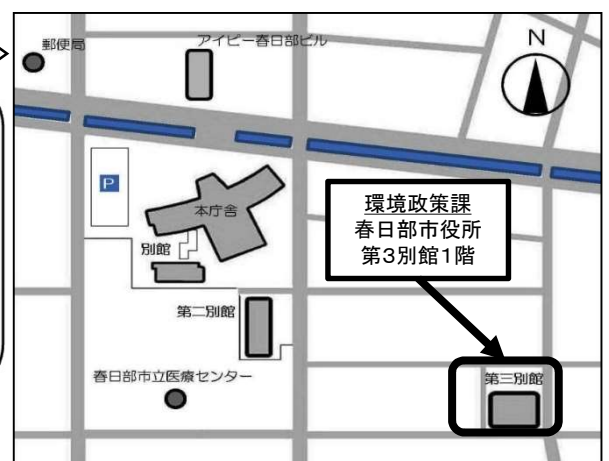 郵便局
アイビー春日部ビル
N
P
本庁舎
別館
環境政策課
春日部市役所
第3別館1階
第二別館
春日部市立医療センター
第三別館